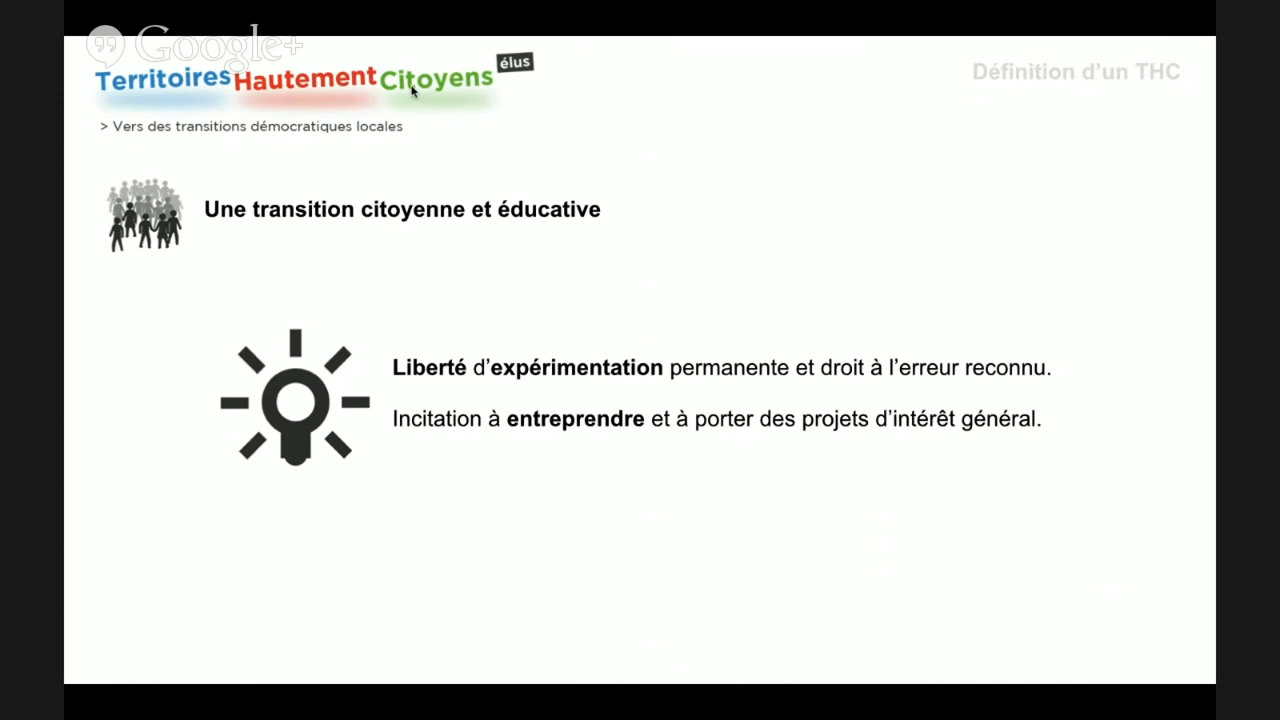 Google+
Territoires Hautement Citoyens élus
Définition d’un THC
> Vers des transitions démocratiques locales
Une transition citoyenne et éducative
Liberté d’expérimentation permanente et droit à l’erreur reconnu.
Incitation à entreprendre et à porter des projets d’intérêt général.